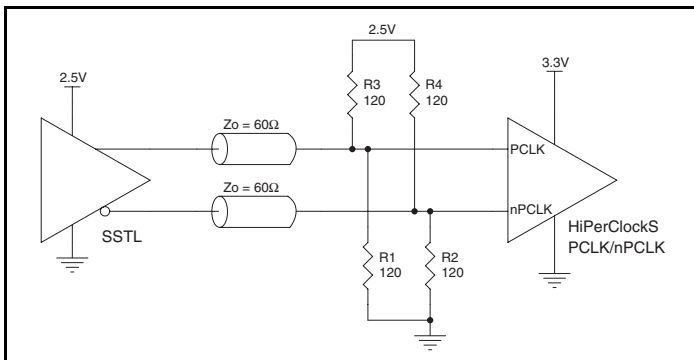 2.5V
2.5V
3.3V
R3
120
R4
120
Zo = 60Ω
PCLK
Zo = 60Ω
nPCLK
SSTL
HiPerClockS
PCLK/nPCLK
R1
120
R2
120